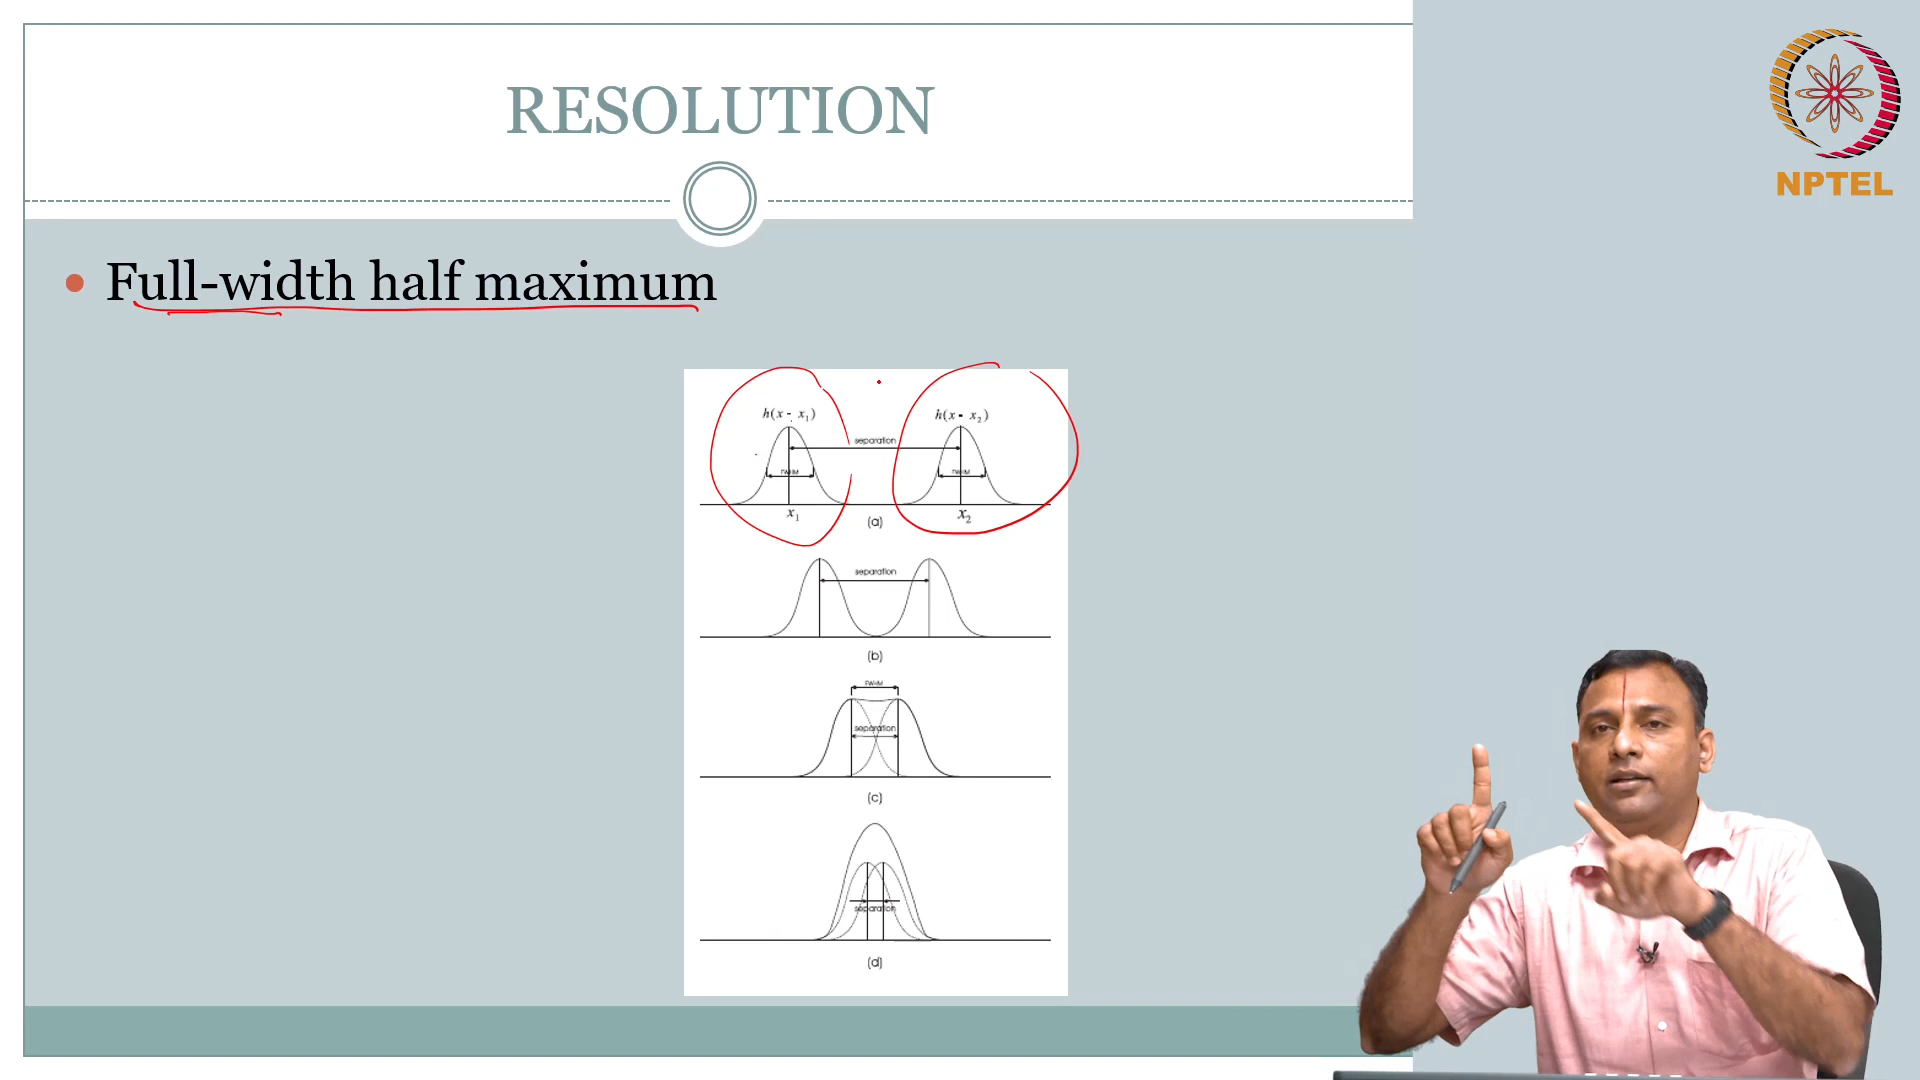 RESOLUTION
NPTEL
Full-width half maximum
h(x - x₁) h(x - x₂)
separation
FWHM FWHM
x₁ x₂
(a)
separation
(b)
FWHM
separation
(c)
separation
(d)